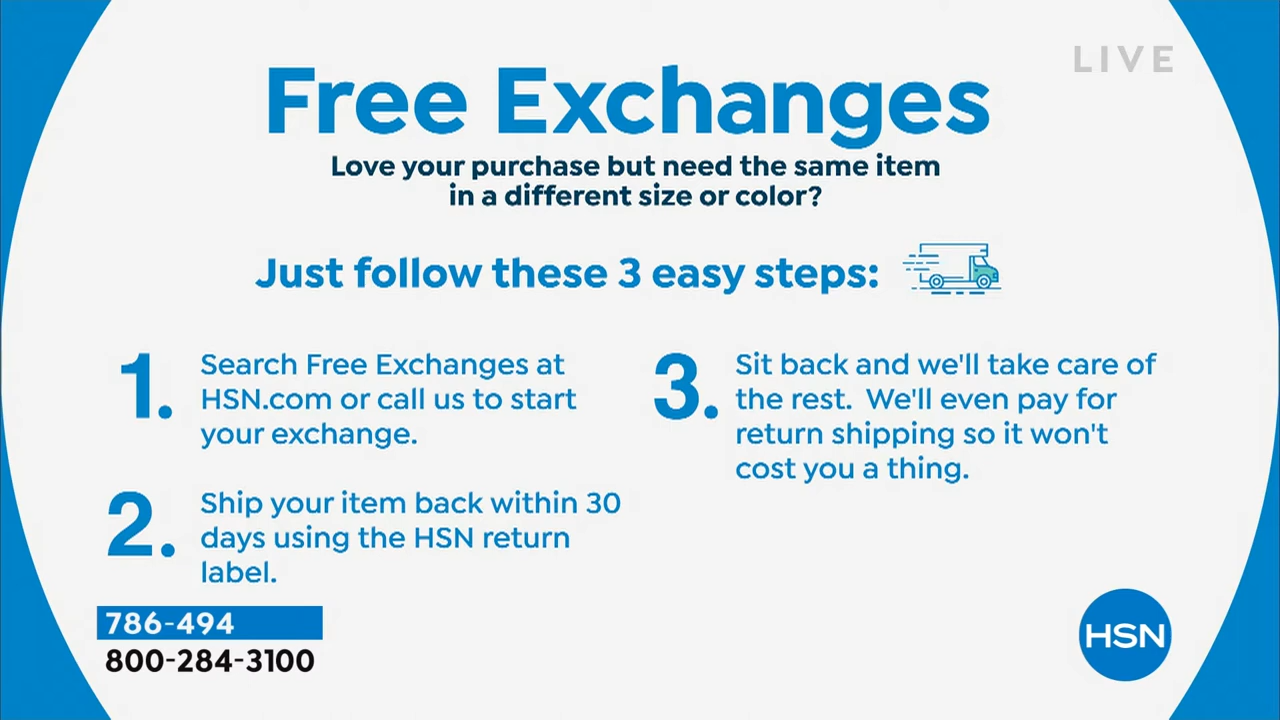 LIVE
Free Exchanges
Love your purchase but need the same item
in a different size or color?
Just follow these 3 easy steps:
1. Search Free Exchanges at
HSN.com or call us to start
your exchange.
2. Ship your item back within 30
days using the HSN return
label.
3. Sit back and we'll take care of
the rest.  We'll even pay for
return shipping so it won't
cost you a thing.
786-494
800-284-3100
HSN